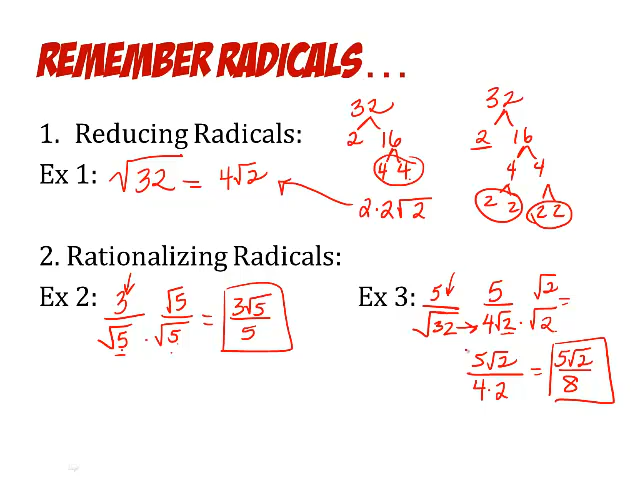 REMEMBER RADICALS...
32
2 16
4 4
32
2 16
4 4
2 2 2 2
1. Reducing Radicals:
Ex 1: √32 = 4√2
2·2√2
2. Rationalizing Radicals:
Ex 2: 3/√5 · √5/√5 = 3√5/5
Ex 3: 5/√32 → 5/4√2 · √2/√2 =
5√2/4·2 = 5√2/8